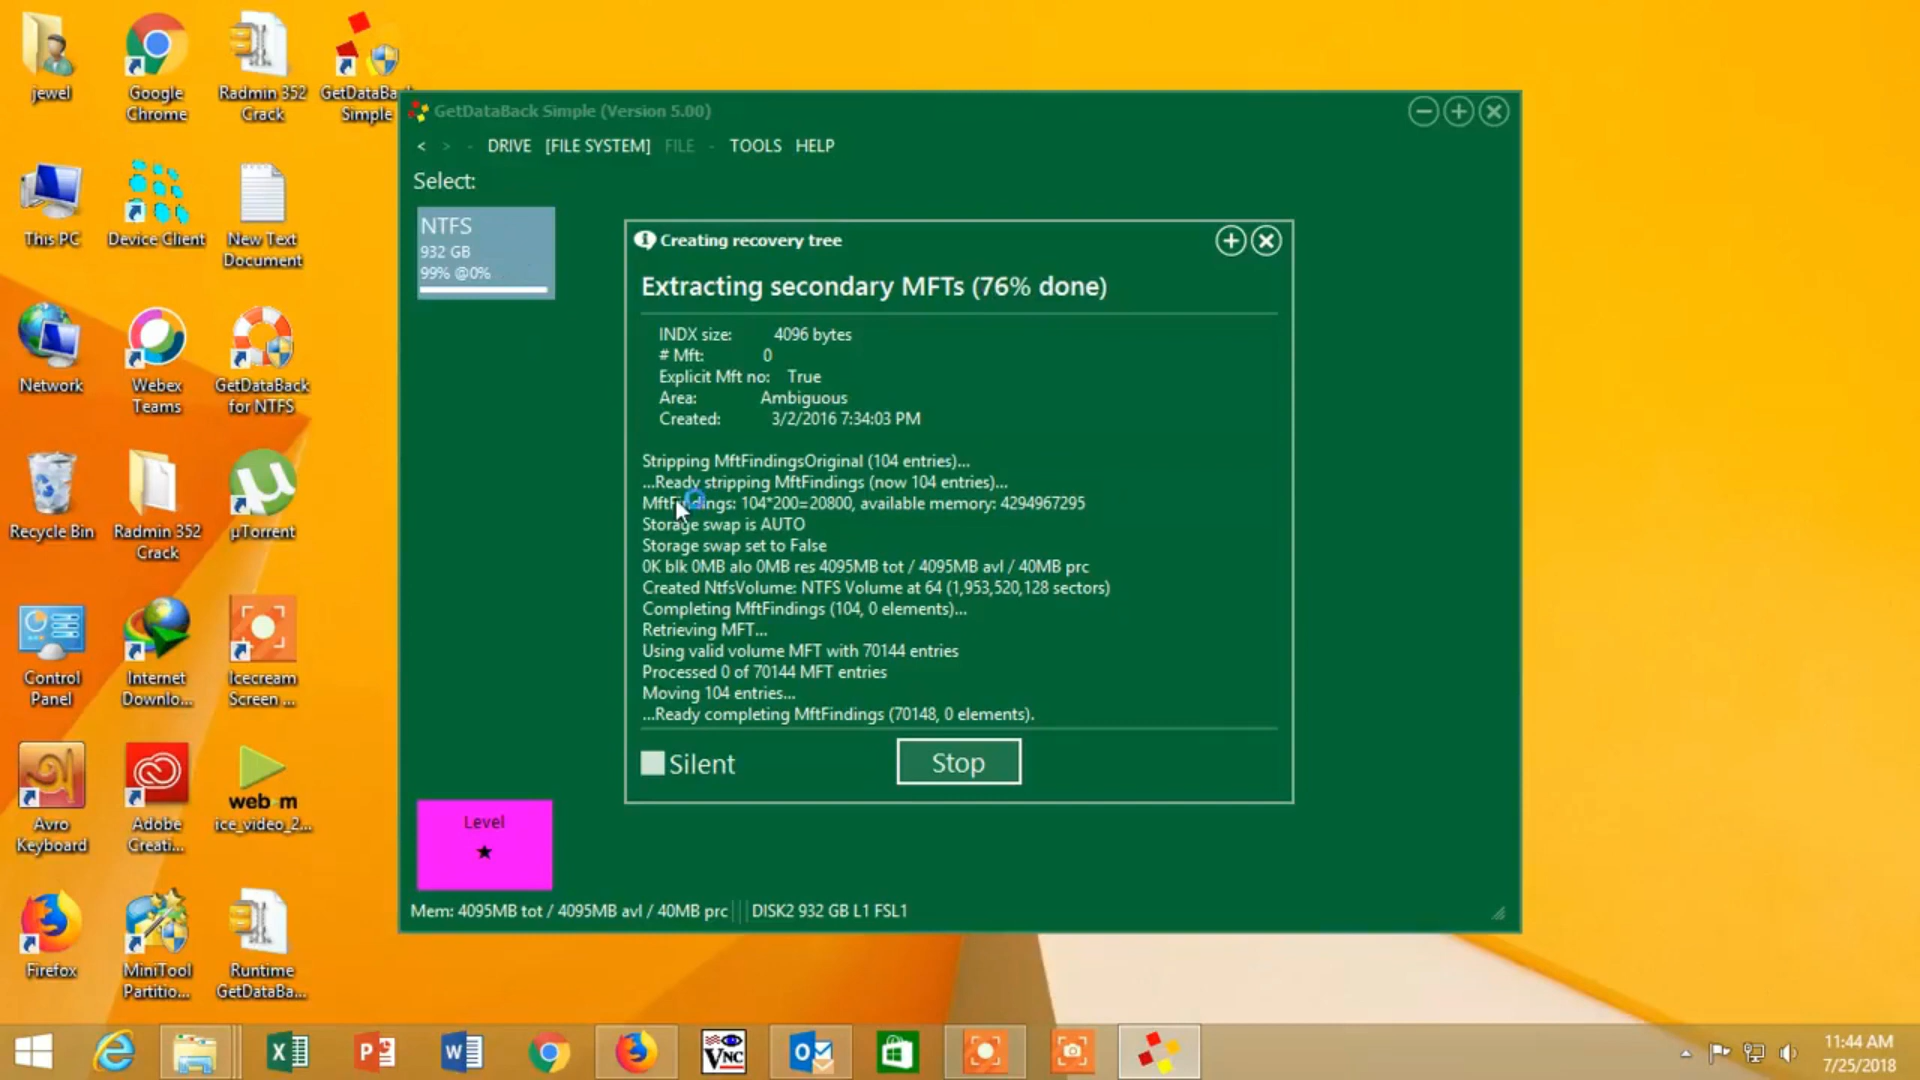 jewel
Google
Chrome
Radmin 352
Crack
GetDataBa
Simple
This PC
Device Client
New Text
Document
Network
Webex
Teams
GetDataBack
for NTFS
Recycle Bin
Radmin 352
Crack
µTorrent
Control
Panel
Internet
Downlo...
Icecream
Screen ...
Avro
Keyboard
Adobe
Creati...
web m
ice_video_2...
Firefox
MiniTool
Partitio...
Runtime
GetDataBa...
GetDataBack Simple (Version 5.00)
< > - DRIVE [FILE SYSTEM] FILE - TOOLS HELP
Select:
NTFS
932 GB
99% @0%
Creating recovery tree
Extracting secondary MFTs (76% done)
INDX size: 4096 bytes
# Mft: 0
Explicit Mft no: True
Area: Ambiguous
Created: 3/2/2016 7:34:03 PM
Stripping MftFindingsOriginal (104 entries)...
...Ready stripping MftFindings (now 104 entries)...
MftFindings: 104*200=20800, available memory: 4294967295
Storage swap is AUTO
Storage swap set to False
0K blk 0MB alo 0MB res 4095MB tot / 4095MB avl / 40MB prc
Created NtfsVolume: NTFS Volume at 64 (1,953,520,128 sectors)
Completing MftFindings (104, 0 elements)...
Retrieving MFT...
Using valid volume MFT with 70144 entries
Processed 0 of 70144 MFT entries
Moving 104 entries...
...Ready completing MftFindings (70148, 0 elements).
Silent
Stop
Level
★
Mem: 4095MB tot / 4095MB avl / 40MB prc
DISK2 932 GB L1 FSL1
VNC
11:44 AM
7/25/2018